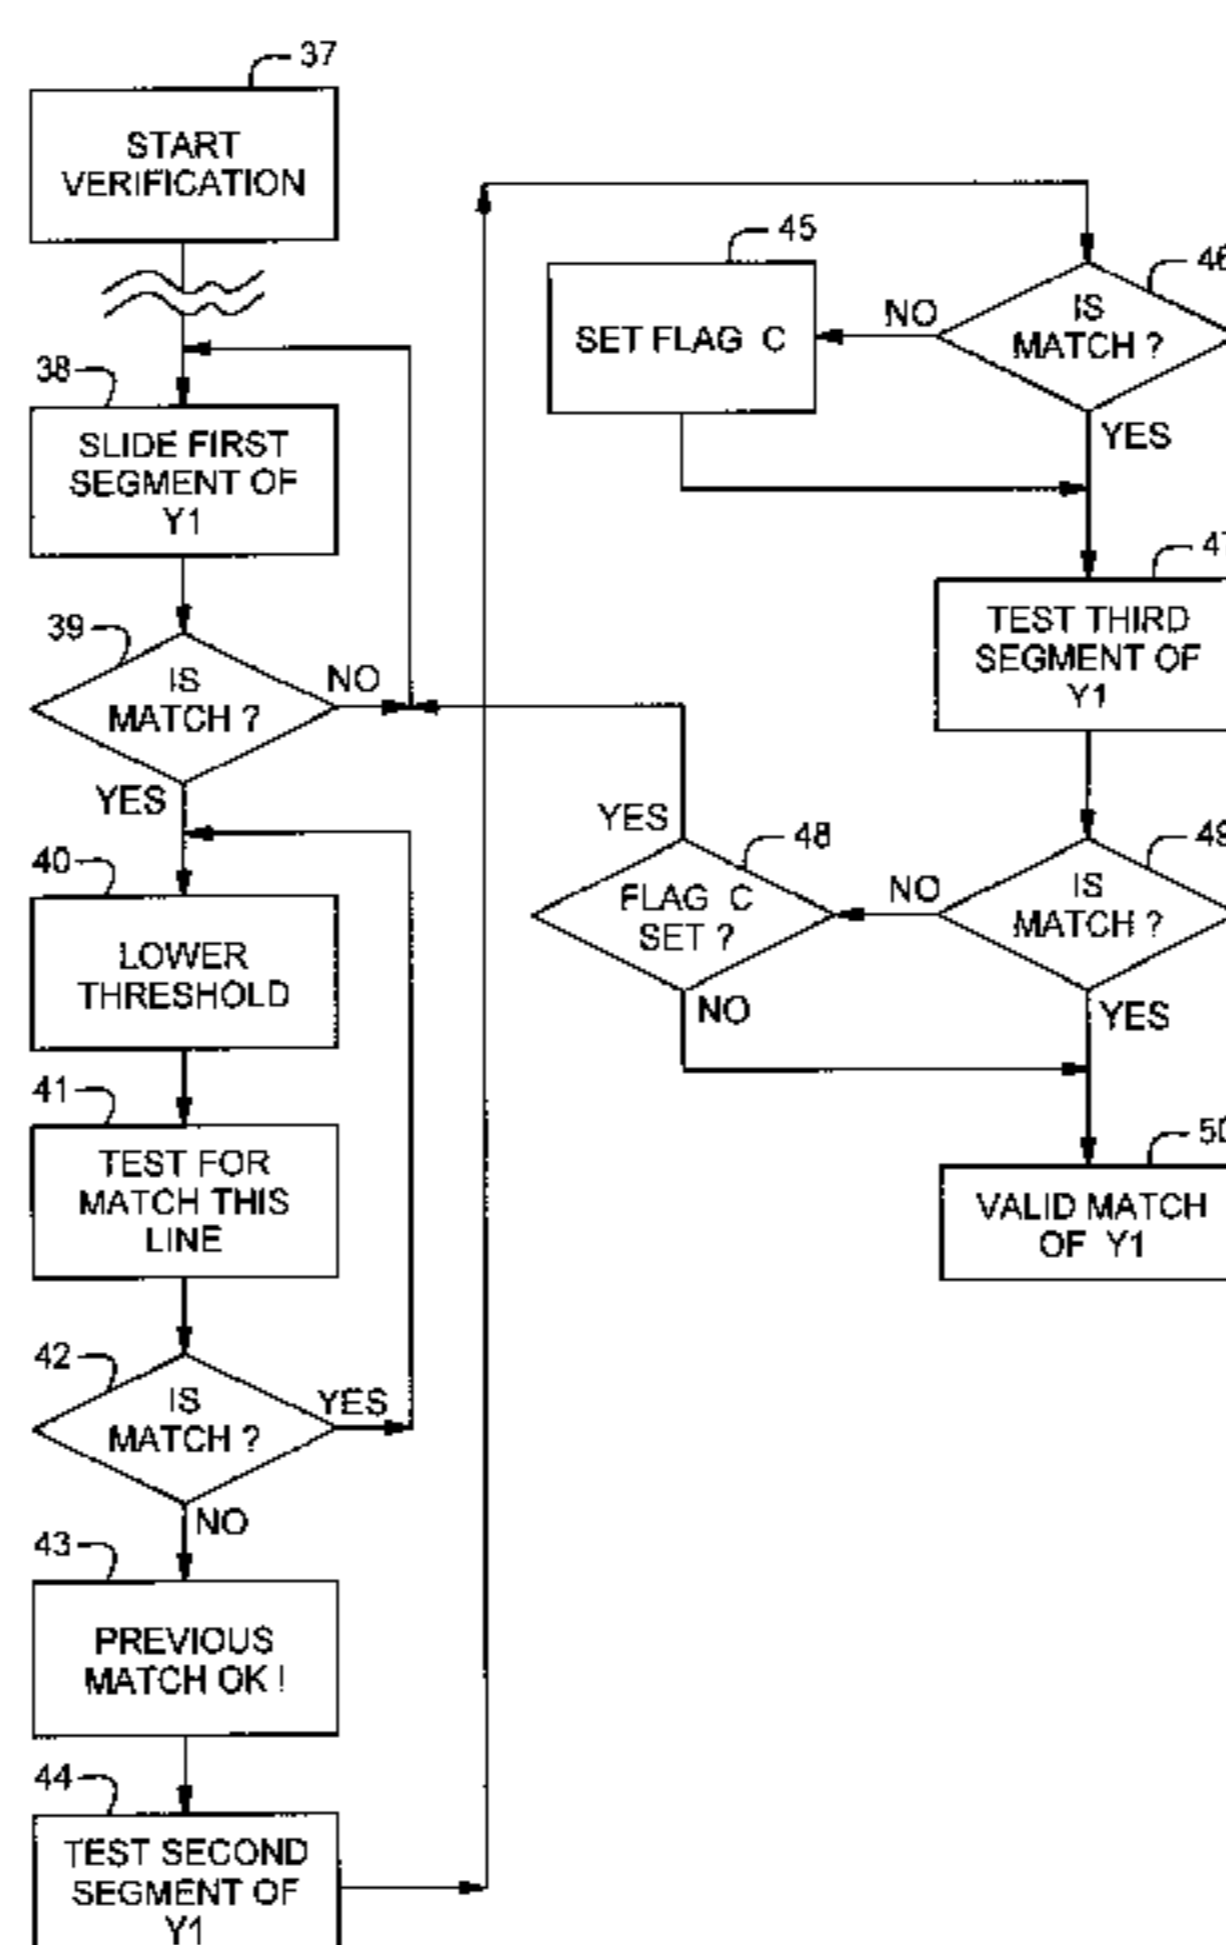 37
START
VERIFICATION
38
SLIDE FIRST
SEGMENT OF
Y1
39
IS
MATCH ?
NO
YES
40
LOWER
THRESHOLD
41
TEST FOR
MATCH THIS
LINE
42
IS
MATCH ?
YES
NO
43
PREVIOUS
MATCH OK !
44
TEST SECOND
SEGMENT OF
Y1
45
SET FLAG C
NO
46
IS
MATCH ?
YES
47
TEST THIRD
SEGMENT OF
Y1
YES
48
FLAG C
SET ?
NO
NO
49
IS
MATCH ?
YES
50
VALID MATCH
OF Y1